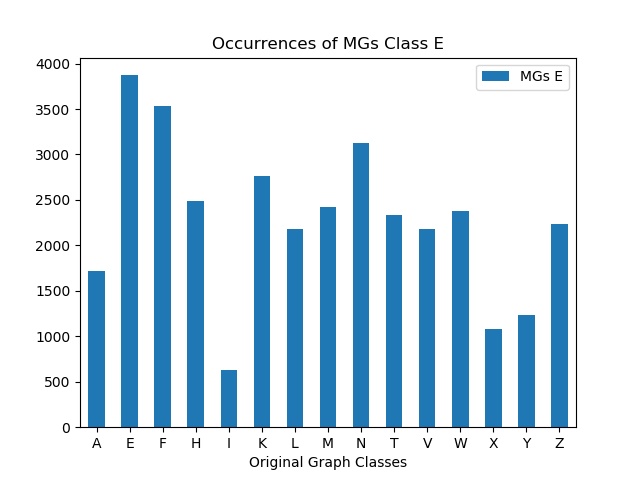 Occurrences of MGs Class E
MGs E
4000
3500
3000
2500
2000
1500
1000
500
0
A E F H I K L M N T V W X Y Z
Original Graph Classes